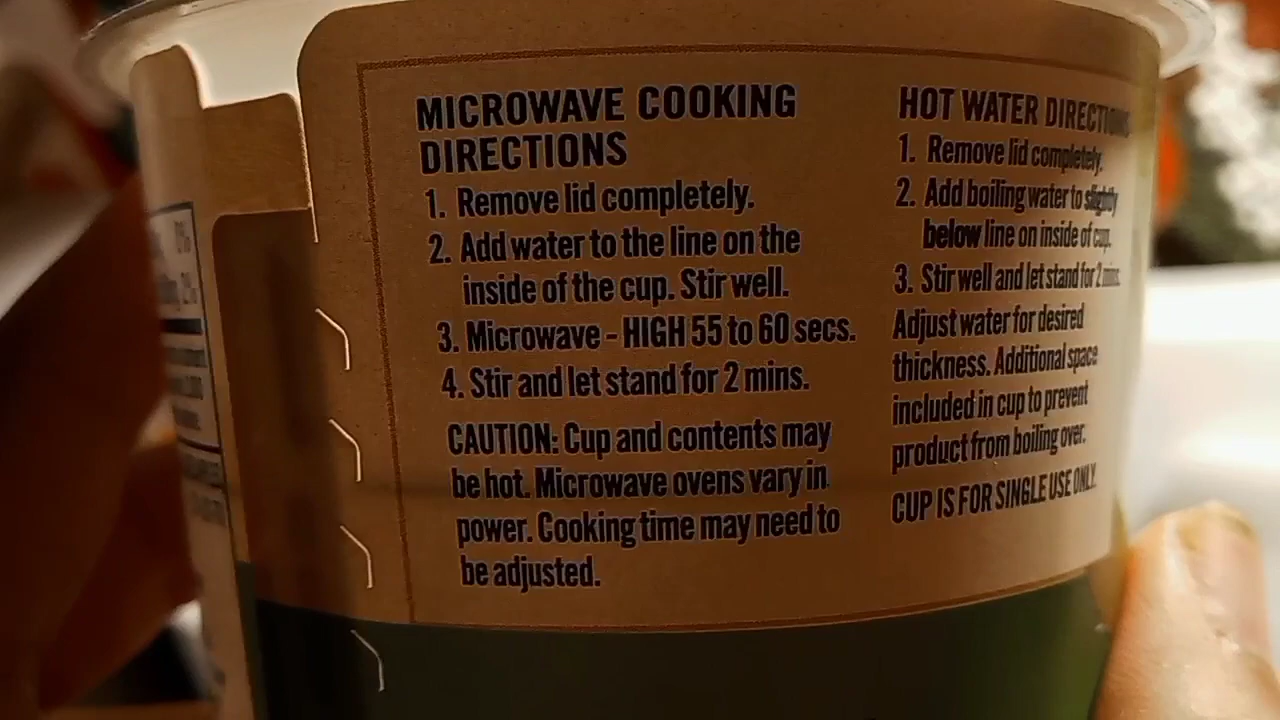 MICROWAVE COOKING
DIRECTIONS
1. Remove lid completely.
2. Add water to the line on the
inside of the cup. Stir well.
3. Microwave - HIGH 55 to 60 secs.
4. Stir and let stand for 2 mins.
CAUTION: Cup and contents may
be hot. Microwave ovens vary in
power. Cooking time may need to
be adjusted.
HOT WATER DIRECTIONS
1. Remove lid completely.
2. Add boiling water to slightly
below line on inside of cup.
3. Stir well and let stand for 2 mins.
Adjust water for desired
thickness. Additional space
included in cup to prevent
product from boiling over.
CUP IS FOR SINGLE USE ONLY.
0%
2%